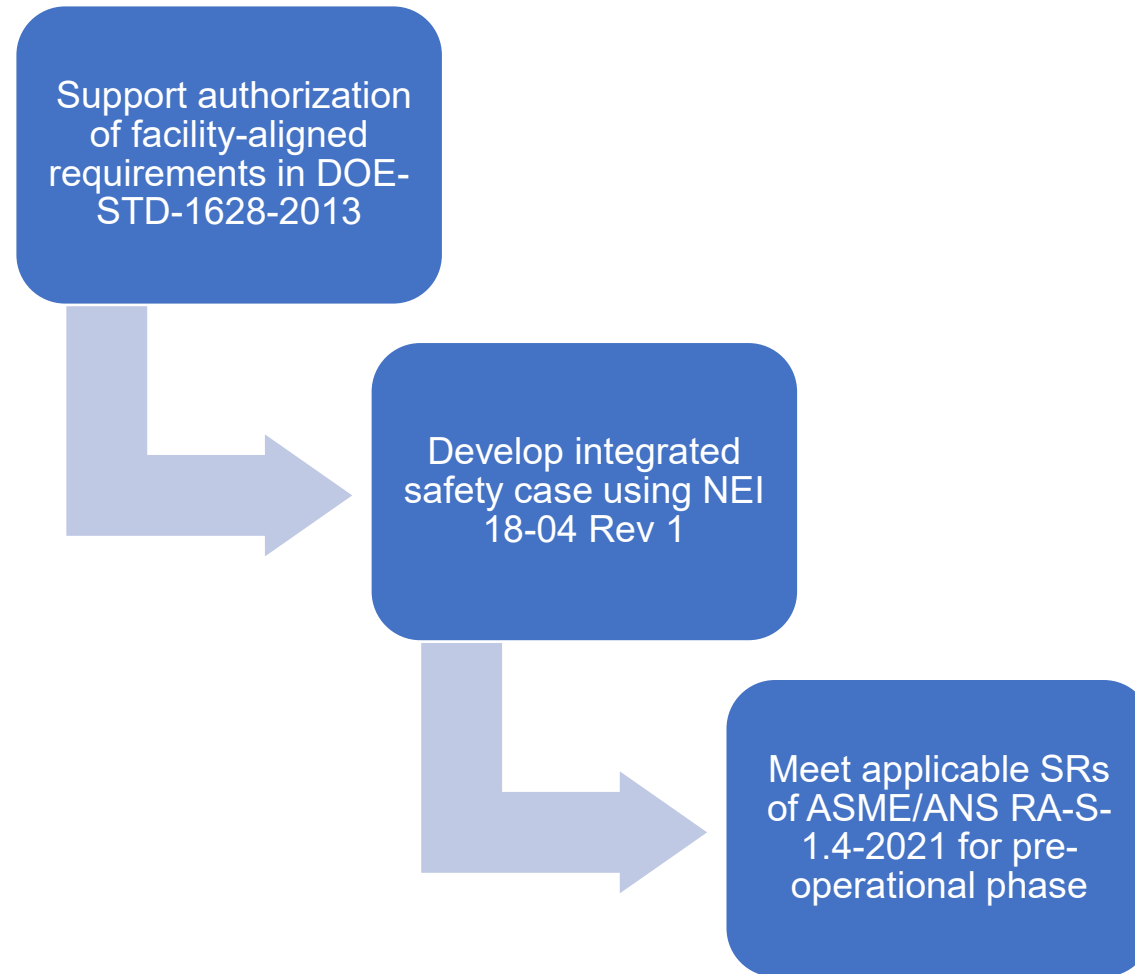 Support authorization
of facility-aligned
requirements in DOE-
STD-1628-2013
Develop integrated
safety case using NEI
18-04 Rev 1
Meet applicable SRs
of ASME/ANS RA-S-
1.4-2021 for pre-
operational phase